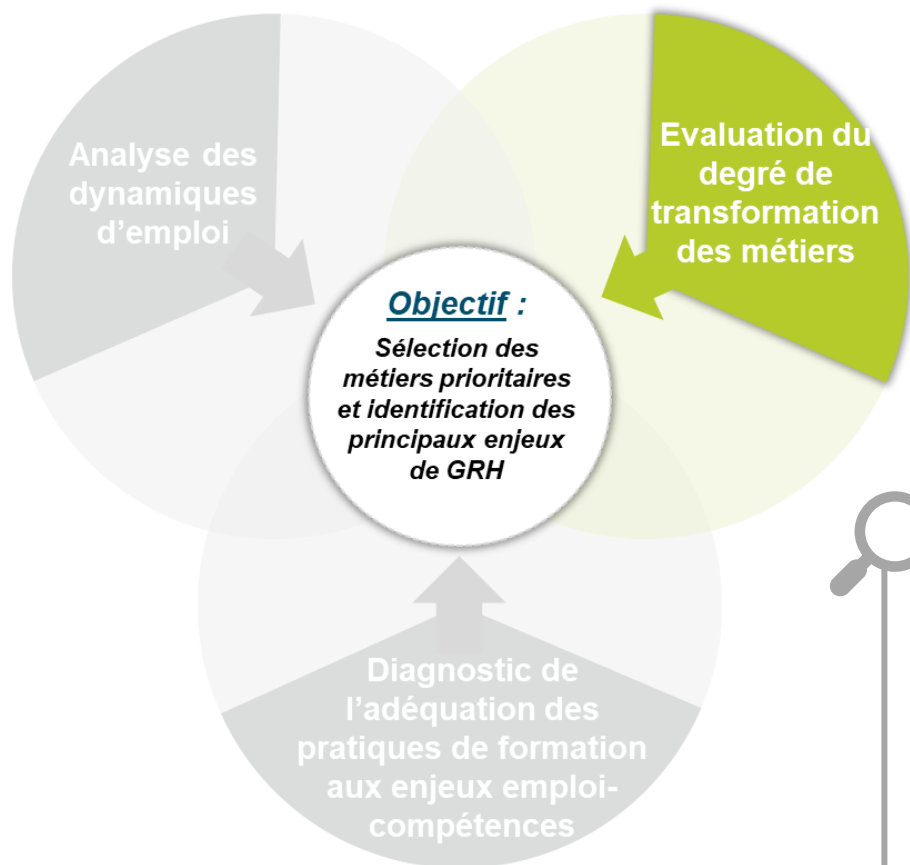 Analyse des
dynamiques
d’emploi
Evaluation du
degré de
transformation
des métiers
Objectif :
Sélection des
métiers prioritaires
et identification des
principaux enjeux
de GRH
Diagnostic de
l’adéquation des
pratiques de formation
aux enjeux emploi-
compétences